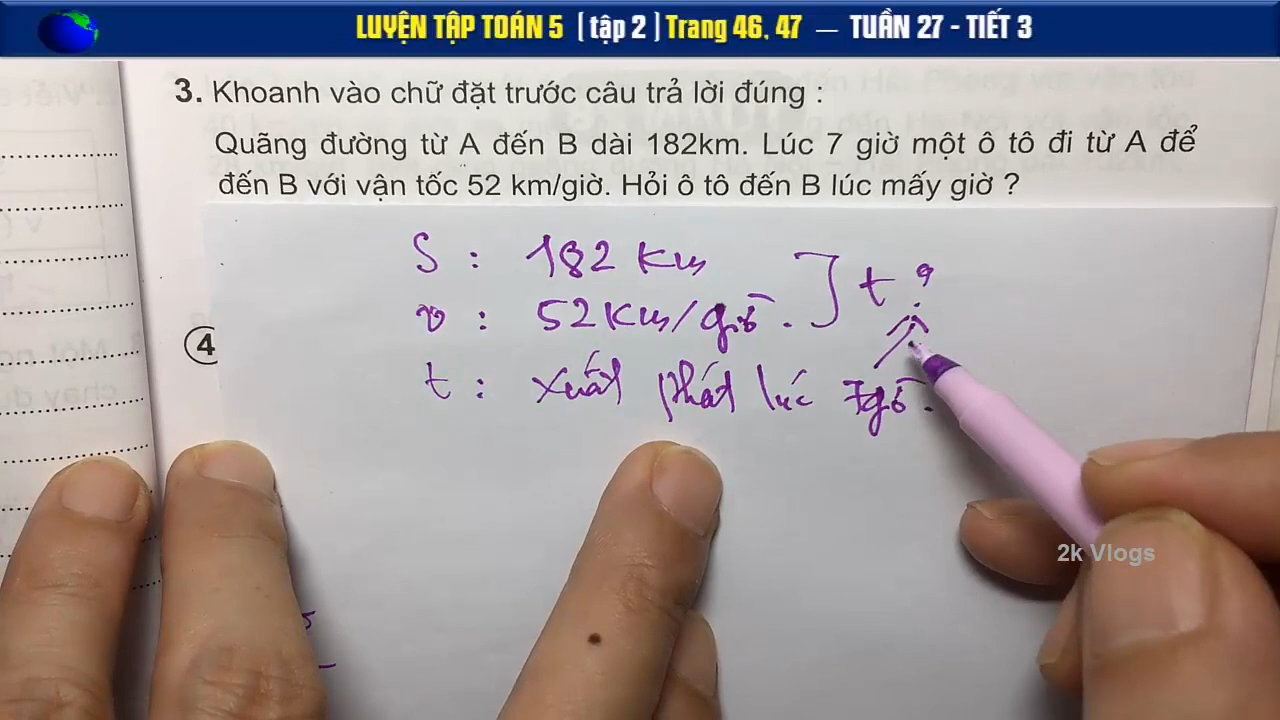 LUYỆN TẬP TOÁN 5 ( tập 2 ) Trang 46, 47 — TUẦN 27 - TIẾT 3
3. Khoanh vào chữ đặt trước câu trả lời đúng :
Quãng đường từ A đến B dài 182km. Lúc 7 giờ một ô tô đi từ A để
đến B với vận tốc 52 km/giờ. Hỏi ô tô đến B lúc mấy giờ ?
S : 182 Km
t ?
v : 52 Km/giờ.
4
t : xuất phát lúc 7giờ.
2k Vlogs